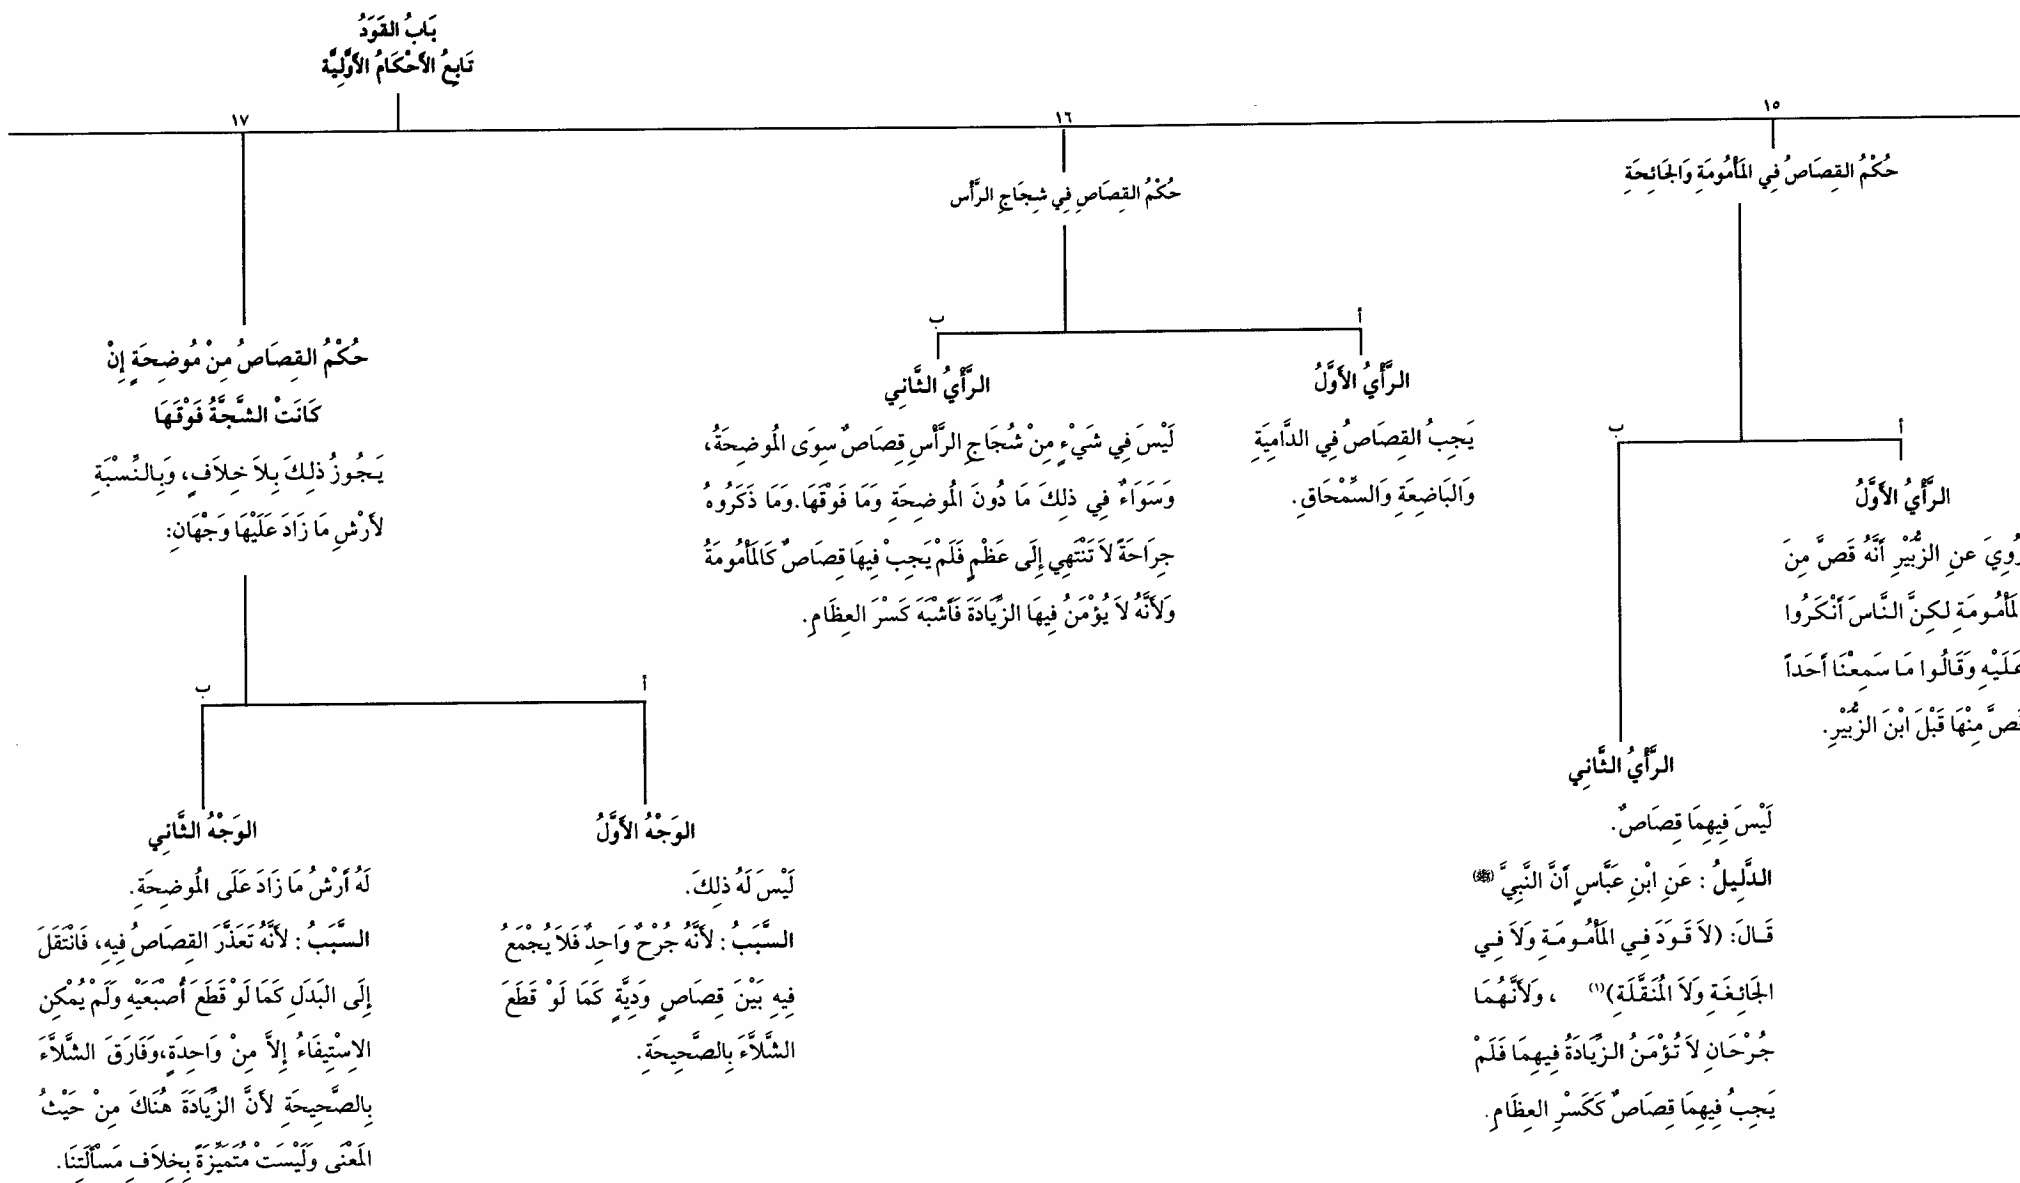 بَابُ القَوَدُ
تَابِعُ الأَحْكَامُ الأَوَّلِيَّة
١٥
حُكْمُ القِصَاصُ فِي المَأْمُومَةِ وَالجَائِحَةِ
أ
الرَّأْيُ الأَوَّلُ
رُوِيَ عَنِ الزُّبَيْرِ أَنَّهُ قَصَّ مِنَ
لَمَأْمُومَةِ لكِنَّ النَّاسَ أَنْكَرُوا
عَلَيْهِ وَقَالُوا مَا سَمِعْنَا أَحَداً
قَصَّ مِنْهَا قَبْلَ ابْنَ الزُّبَيْرِ.
ب
الرَّأْيُ الثَّانِي
لَيْسَ فِيهِمَا قِصَاصٌ.
الدَّلِيلُ : عَنِ ابْنِ عَبَّاسٍ أَنَّ النَّبِيَّ (ﷺ)
قَالَ: (لاَ قَوَدَ فِي المَأْمُومَةِ وَلاَ فِي
الجَائِغَةِ وَلاَ المُنَقَّلَةِ)(١) ، وَلأَنَّهُمَا
جُرْحَانِ لاَ تُؤْمَنُ الزِّيَادَةُ فِيهِمَا فَلَمْ
يَجِبُ فِيهِمَا قِصَاصٌ كَكَسْرِ العِظَامِ.
١٦
حُكْمُ القِصَاصِ فِي شِجَاجِ الرَّأْس
أ
الرَّأْيُ الأَوَّلُ
يَجِبُ القِصَاصُ فِي الدَّامِيَةِ
وَالبَاضِعَةِ وَالسِّمْحَاقِ.
ب
الرَّأْيُ الثَّانِي
لَيْسَ فِي شَيْءٍ مِنْ شُجَاجِ الرَّأْسِ قِصَاصٌ سِوَى المُوضِحَةُ،
وَسَوَاءٌ فِي ذلِكَ مَا دُونَ المُوضِحَةِ وَمَا فَوْقَهَا.وَمَا ذَكَرُوهُ
جِرَاحَةً لاَ تَنْتَهِي إِلَى عَظْمٍ فَلَمْ يَجِبْ فِيهَا قِصَاصٌ كَالمَأْمُومَةُ
وَلأَنَّهُ لاَ يُؤْمَنُ فِيهَا الزِّيَادَةَ فَأَشْبَهَ كَسْرَ العِظَامِ.
١٧
حُكْمُ القِصَاصُ مِنْ مُوضِحَةٍ إِنْ
كَانَتْ الشَّجَّةُ فَوْقَهَا
يَجُوزُ ذلِكَ بِلاَ خِلاَفٍ، وَبِالنِّسْبَةِ
لأَرْشِ مَا زَادَ عَلَيْهَا وَجْهَانِ:
أ
الوَجْهُ الأَوَّلُ
لَيْسَ لَهُ ذلِكَ.
السَّبَبُ : لأَنَّهُ جُرْحٌ وَاحِدٌ فَلاَ يُجْمَعُ
فِيهِ بَيْنَ قِصَاصٍ وَدِيَّةٍ كَمَا لَوْ قَطَعَ
الشَّلاَّءَ بِالصَّحِيحَةِ.
ب
الوَجْهُ الثَّانِي
لَهُ أَرْشُ مَا زَادَ عَلَى المُوضِحَةِ.
السَّبَبُ : لأَنَّهُ تَعَذَّرَ القِصَاصُ فِيهِ، فَانْتَقَلَ
إِلَى البَدَلِ كَمَا لَوْ قَطَعَ أُصْبَعَيْهِ وَلَمْ يُمْكِنِ
الاِسْتِيفَاءُ إِلاَّ مِنْ وَاحِدَةٍ،وَفَارَقَ الشَّلاَّءَ
بِالصَّحِيحَةِ لأَنَّ الزِّيَادَةَ هُنَاكَ مِنْ حَيْثُ
المَعْنَى وَلَيْسَتْ مُتَمَيِّزَةً بِخِلاَفِ مَسْأَلَتِنَا.